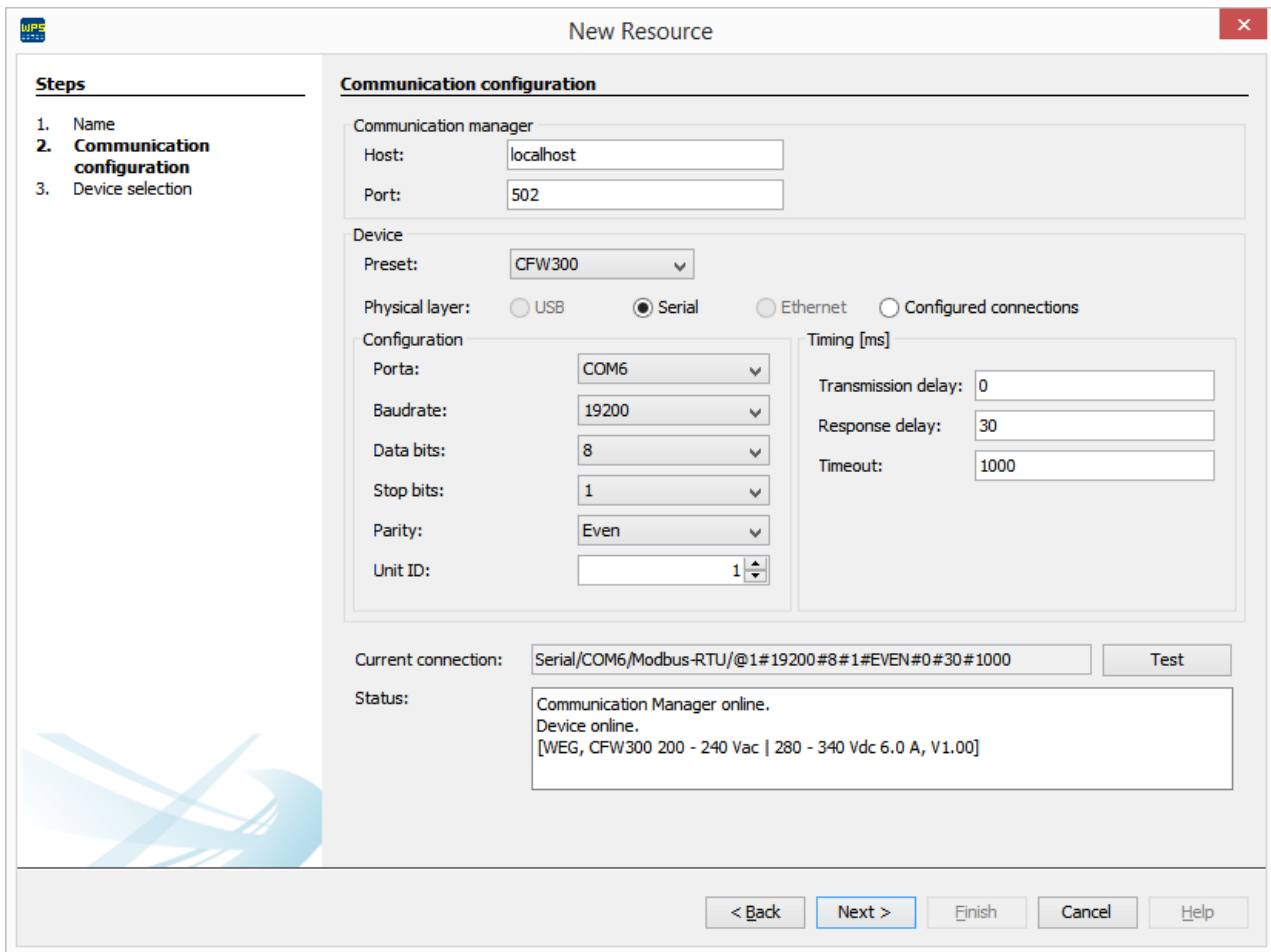 WPS
New Resource
Steps
1. Name
2. Communication
configuration
3. Device selection
Communication configuration
Communication manager
Host: localhost
Port: 502
Device
Preset: CFW300
Physical layer: USB Serial Ethernet Configured connections
Configuration
Porta: COM6
Baudrate: 19200
Data bits: 8
Stop bits: 1
Parity: Even
Unit ID: 1
Timing [ms]
Transmission delay: 0
Response delay: 30
Timeout: 1000
Current connection: Serial/COM6/Modbus-RTU/@1#19200#8#1#EVEN#0#30#1000 Test
Status: Communication Manager online.
Device online.
[WEG, CFW300 200 - 240 Vac | 280 - 340 Vdc 6.0 A, V1.00]
< Back Next > Finish Cancel Help